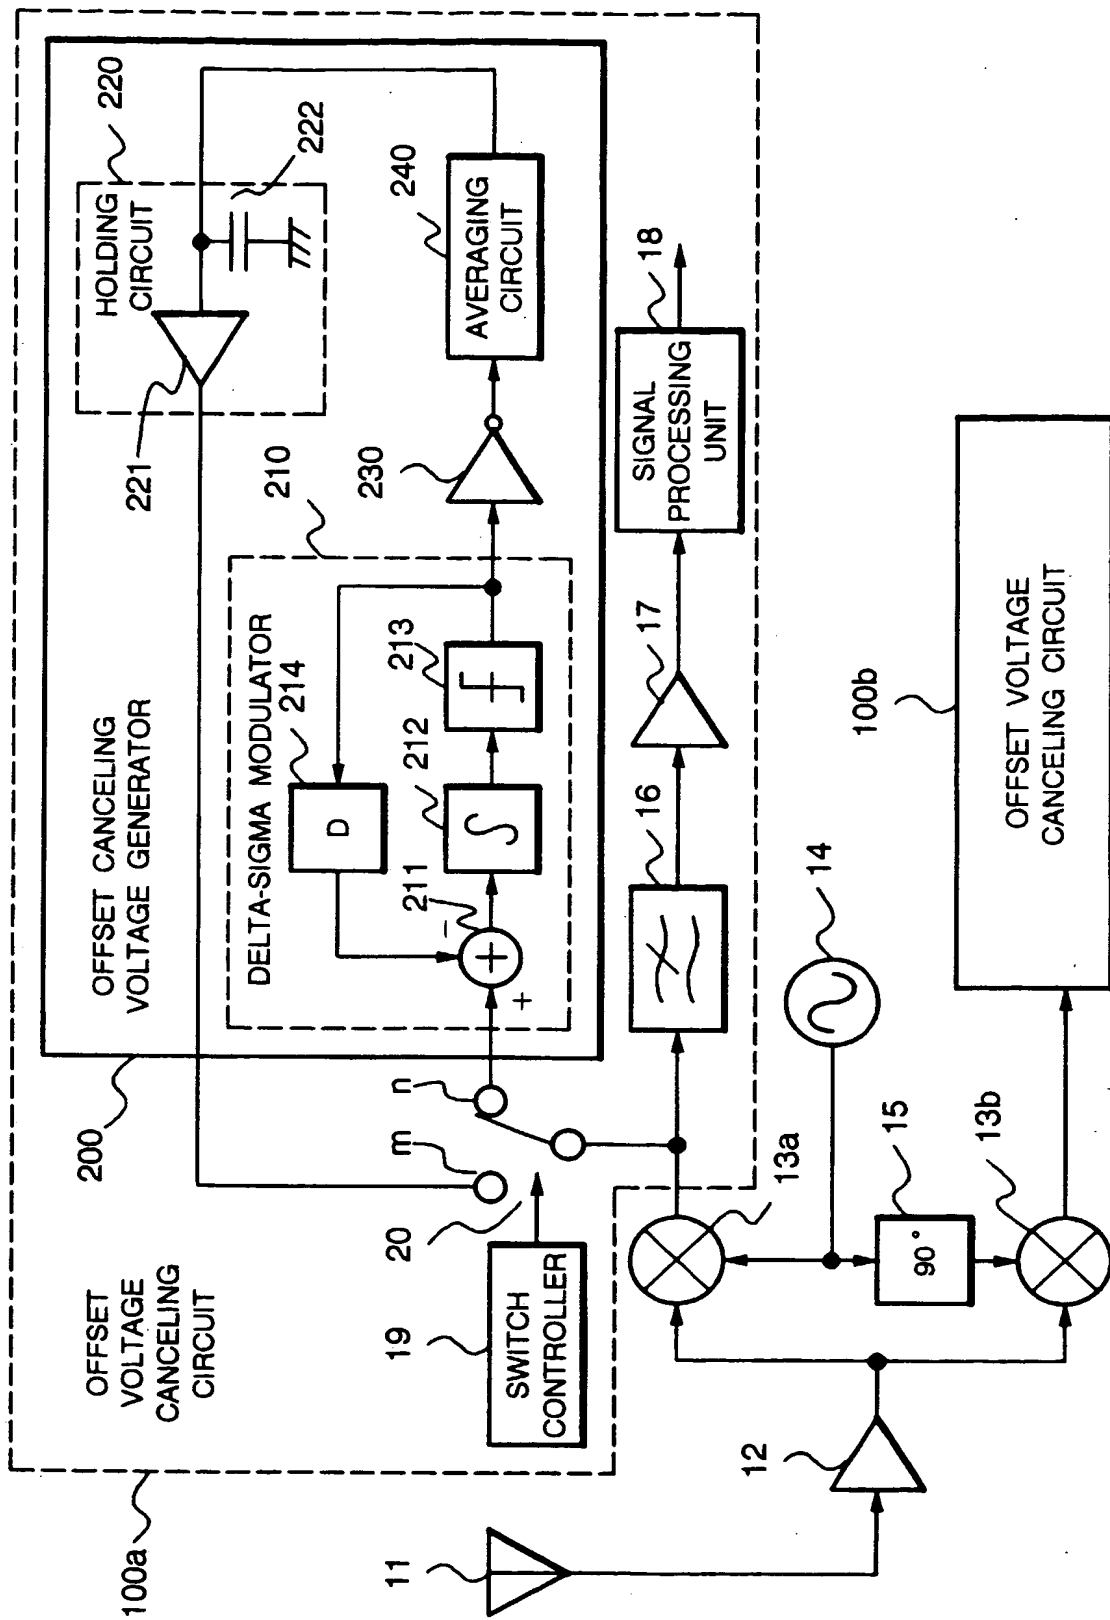 100a
OFFSET
VOLTAGE
CANCELING
CIRCUIT
200
OFFSET CANCELING
VOLTAGE GENERATOR
HOLDING
CIRCUIT
220
222
221
DELTA-SIGMA MODULATOR
210
214
D
211
212
213
−
+
+
230
AVERAGING
CIRCUIT
240
m
n
20
19
SWITCH
CONTROLLER
16
17
SIGNAL
PROCESSING
UNIT
18
11
12
13a
14
15
90°
13b
100b
OFFSET VOLTAGE
CANCELING CIRCUIT